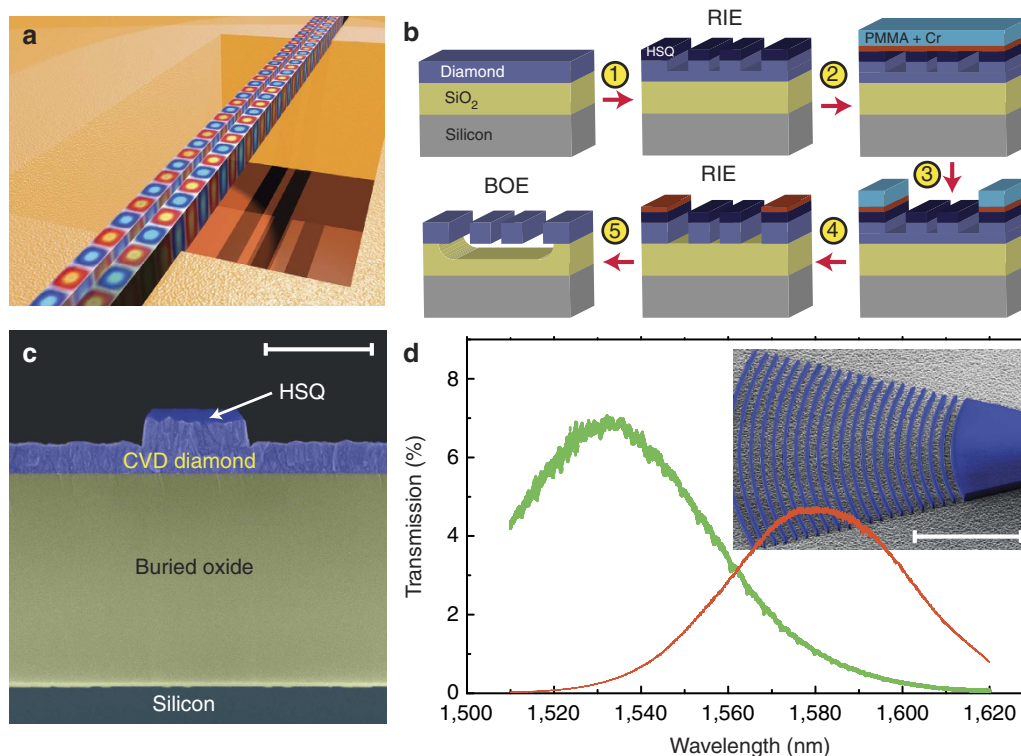 a
b
RIE
HSQ
PMMA + Cr
Diamond
SiO2
Silicon
1
2
3
BOE
RIE
5
4
c
HSQ
CVD diamond
Buried oxide
Silicon
d
8
6
4
2
0
Transmission (%)
1,500
1,520
1,540
1,560
1,580
1,600
1,620
Wavelength (nm)